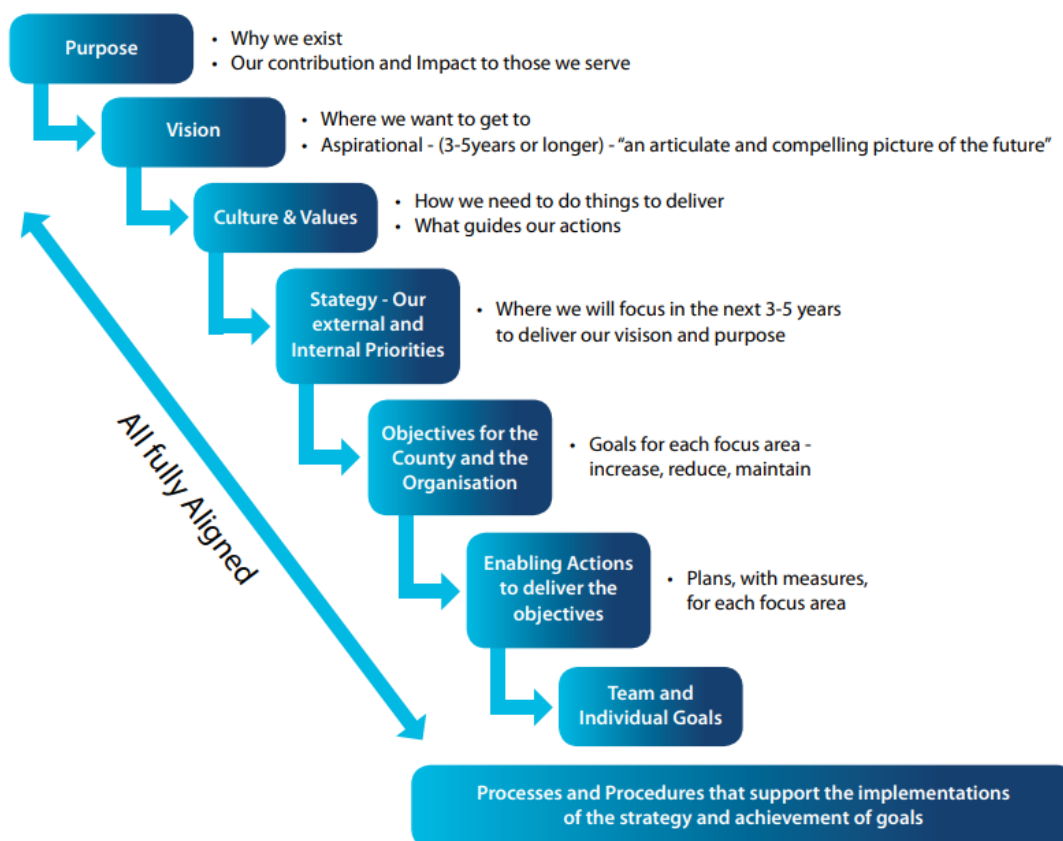 Purpose
• Why we exist
• Our contribution and Impact to those we serve
Vision
• Where we want to get to
• Aspirational - (3-5years or longer) - “an articulate and compelling picture of the future”
Culture & Values
• How we need to do things to deliver
• What guides our actions
Stategy - Our
external and
Internal Priorities
• Where we will focus in the next 3-5 years
to deliver our visison and purpose
Objectives for the
County and the
Organisation
• Goals for each focus area -
increase, reduce, maintain
All fully Aligned
Enabling Actions
to deliver the
objectives
• Plans, with measures,
for each focus area
Team and
Individual Goals
Processes and Procedures that support the implementations
of the strategy and achievement of goals